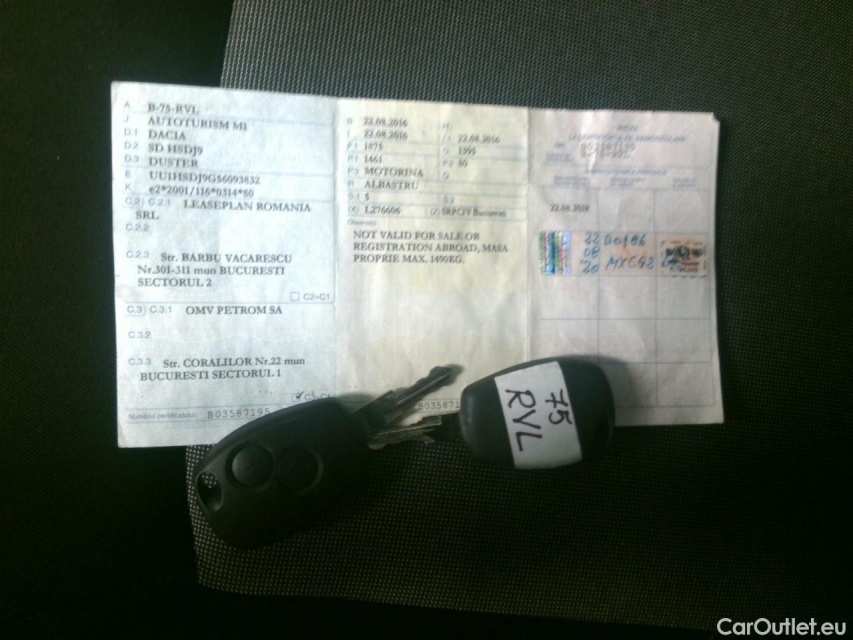 A B-75-RVL
J AUTOTURISM M1
D.1 DACIA
D.2 SD HSDJ9
D.3 DUSTER
E UU1HSDJ9G56093832
K e2*2001/116*0314*80
C.2 C.2.1 LEASEPLAN ROMANIA
SRL
C.2.2
C.2.3 Str. BARBU VACARESCU
Nr.301-311 mun BUCURESTI
SECTORUL 2
C2=C1
C.3 C.3.1 OMV PETROM SA
C.3.2
C.3.3 Str. CORALILOR Nr.22 mun
BUCURESTI SECTORUL 1
Numărul certificatului B03587195
B 22.08.2016
I 22.08.2016 22.08.2016
F.1 1875 G 1395
P.1 1461 P.2 80
P.3 MOTORINA
R ALBASTRU
S.1 5 S.2
(X) L276606 (Z) SRPCIV Bucuresti
NOT VALID FOR SALE OR
REGISTRATION ABROAD, MASA
PROPRIE MAX. 1490KG.
B035871
22.08.2018
22
08
20
75
RVL
CarOutlet.eu